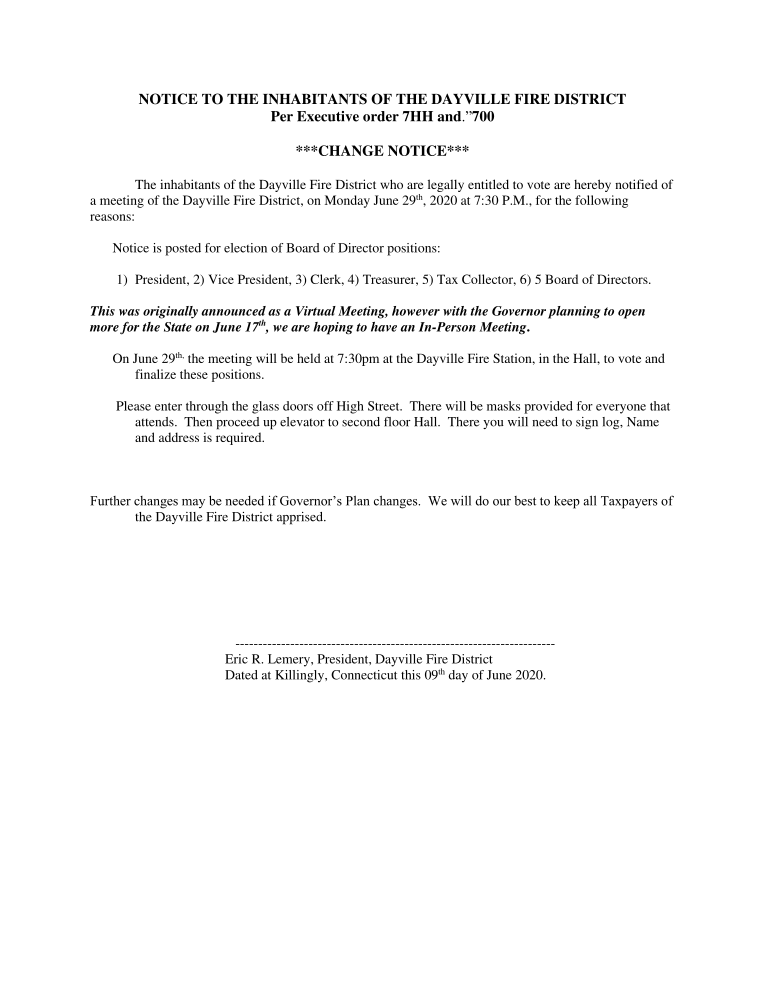 NOTICE TO THE INHABITANTS OF THE DAYVILLE FIRE DISTRICT
Per Executive order 7HH and.”700
***CHANGE NOTICE***
The inhabitants of the Dayville Fire District who are legally entitled to vote are hereby notified of
a meeting of the Dayville Fire District, on Monday June 29th, 2020 at 7:30 P.M., for the following
reasons:
Notice is posted for election of Board of Director positions:
1) President, 2) Vice President, 3) Clerk, 4) Treasurer, 5) Tax Collector, 6) 5 Board of Directors.
This was originally announced as a Virtual Meeting, however with the Governor planning to open
more for the State on June 17th, we are hoping to have an In-Person Meeting.
On June 29th, the meeting will be held at 7:30pm at the Dayville Fire Station, in the Hall, to vote and
finalize these positions.
Please enter through the glass doors off High Street. There will be masks provided for everyone that
attends. Then proceed up elevator to second floor Hall. There you will need to sign log, Name
and address is required.
Further changes may be needed if Governor’s Plan changes. We will do our best to keep all Taxpayers of
the Dayville Fire District apprised.
----------------------------------------------------------------------
Eric R. Lemery, President, Dayville Fire District
Dated at Killingly, Connecticut this 09th day of June 2020.